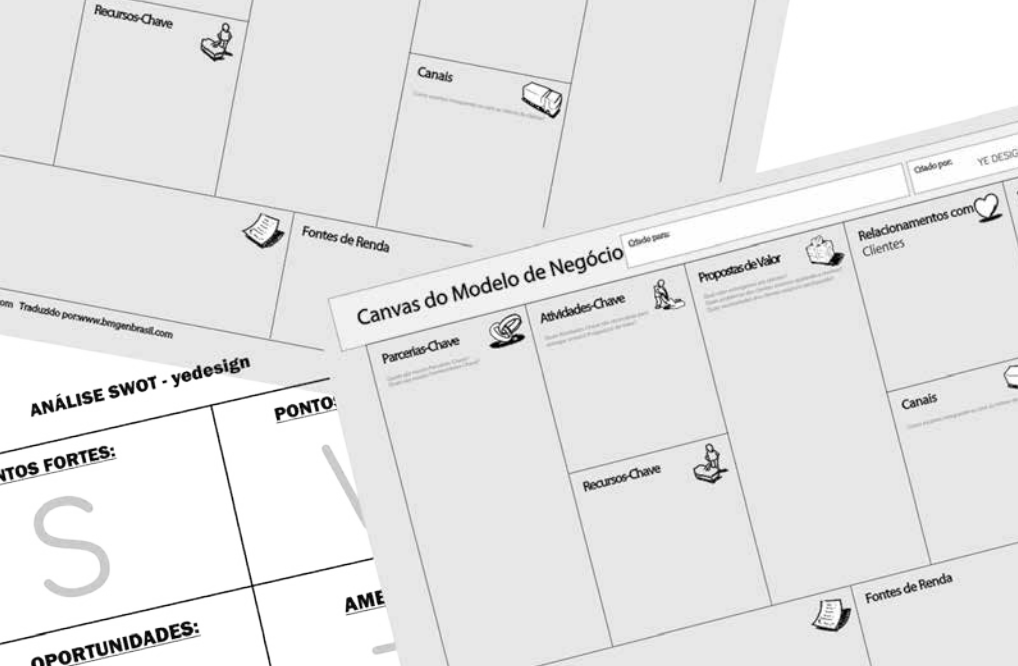 Recursos-Chave
Canais
Fontes de Renda
om Traduzido por:www.bmgenbrasil.com
Canvas do Modelo de Negócio
Criado para:
Criado por:
YE DESIG
Parcerias-Chave
Atividades-Chave
Propostas de Valor
Relacionamentos com
Clientes
Canais
Recursos-Chave
Fontes de Renda
ANÁLISE SWOT - yedesign
NTOS FORTES:
PONTOS
S
OPORTUNIDADES:
AME